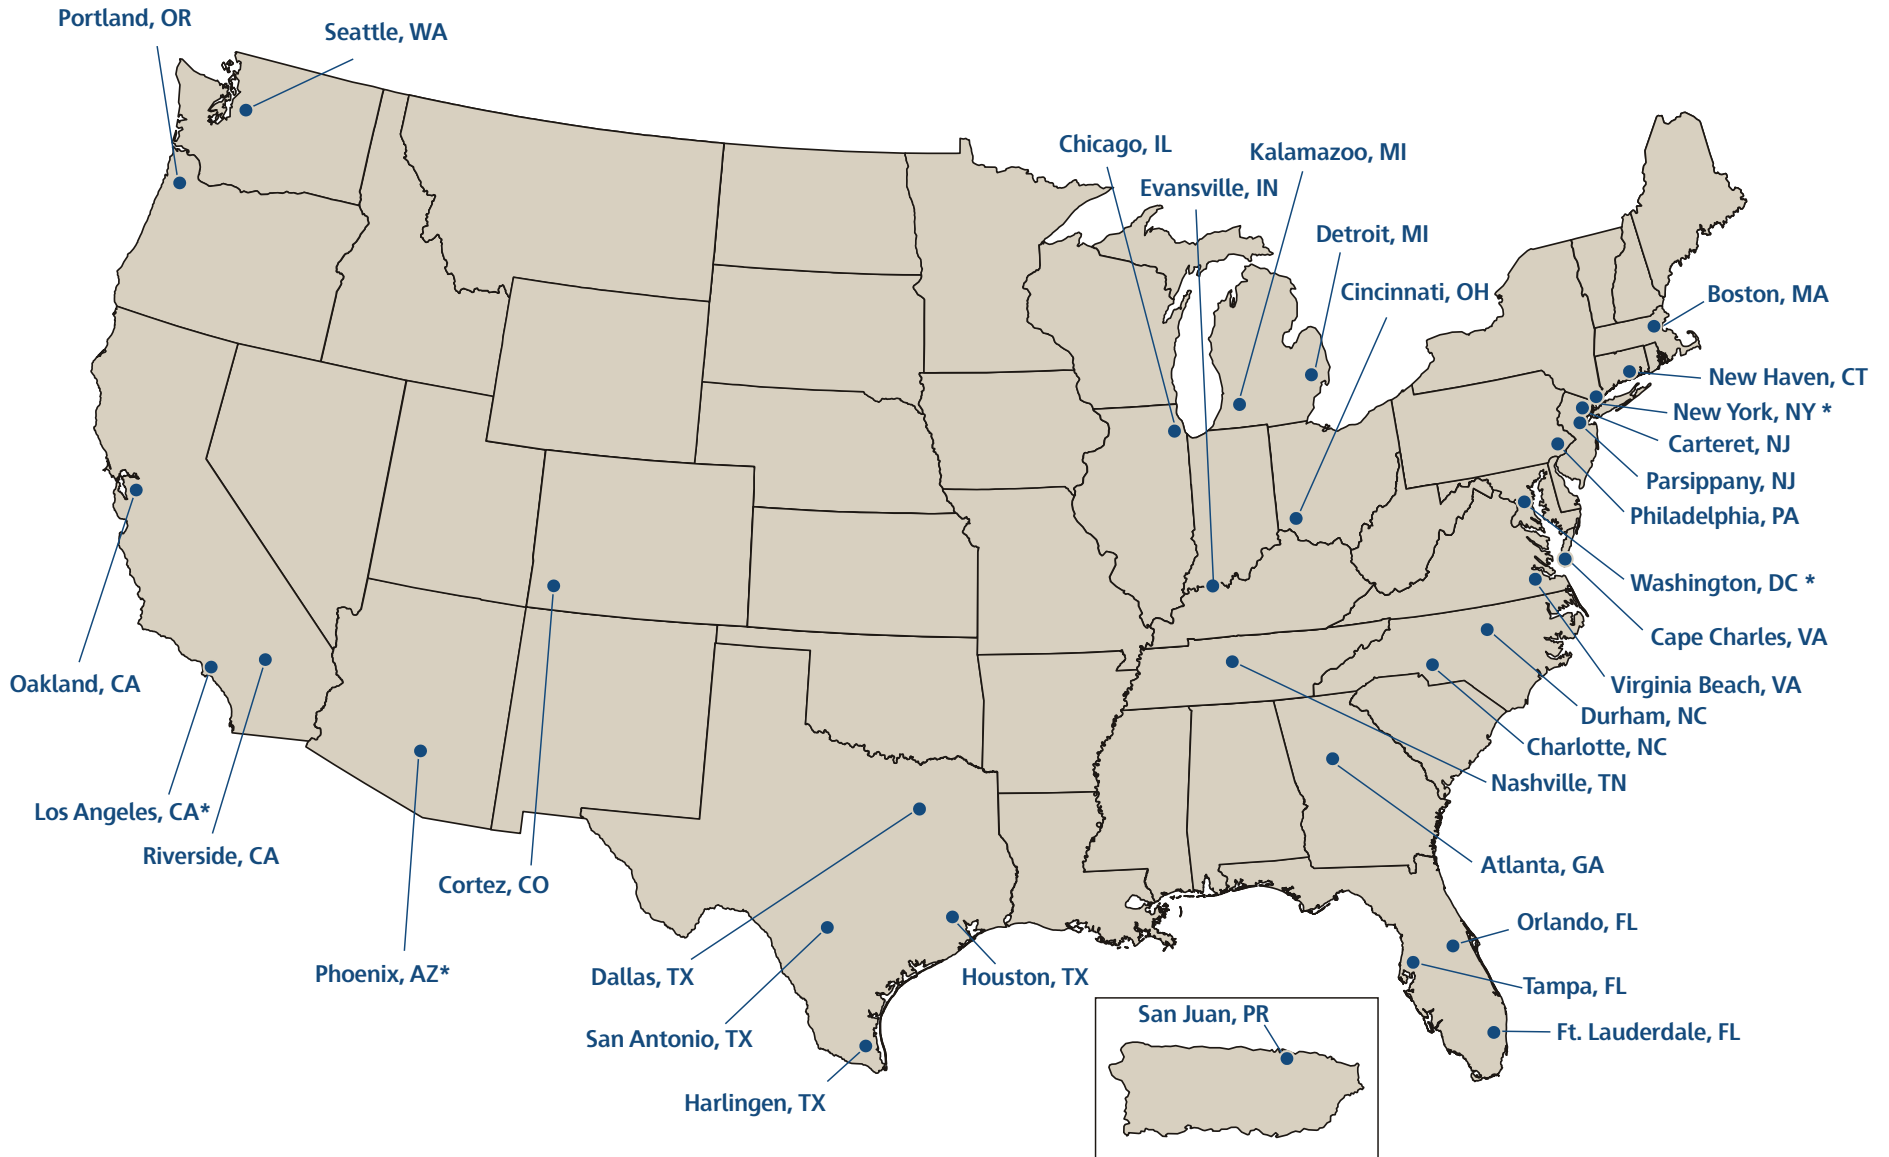 Portland, OR
Seattle, WA
Chicago, IL
Kalamazoo, MI
Evansville, IN
Detroit, MI
Cincinnati, OH
Boston, MA
New Haven, CT
New York, NY *
Carteret, NJ
Parsippany, NJ
Philadelphia, PA
Washington, DC *
Cape Charles, VA
Virginia Beach, VA
Durham, NC
Charlotte, NC
Nashville, TN
Oakland, CA
Los Angeles, CA*
Riverside, CA
Cortez, CO
Atlanta, GA
Orlando, FL
Phoenix, AZ*
Dallas, TX
Houston, TX
Tampa, FL
San Juan, PR
Ft. Lauderdale, FL
San Antonio, TX
Harlingen, TX